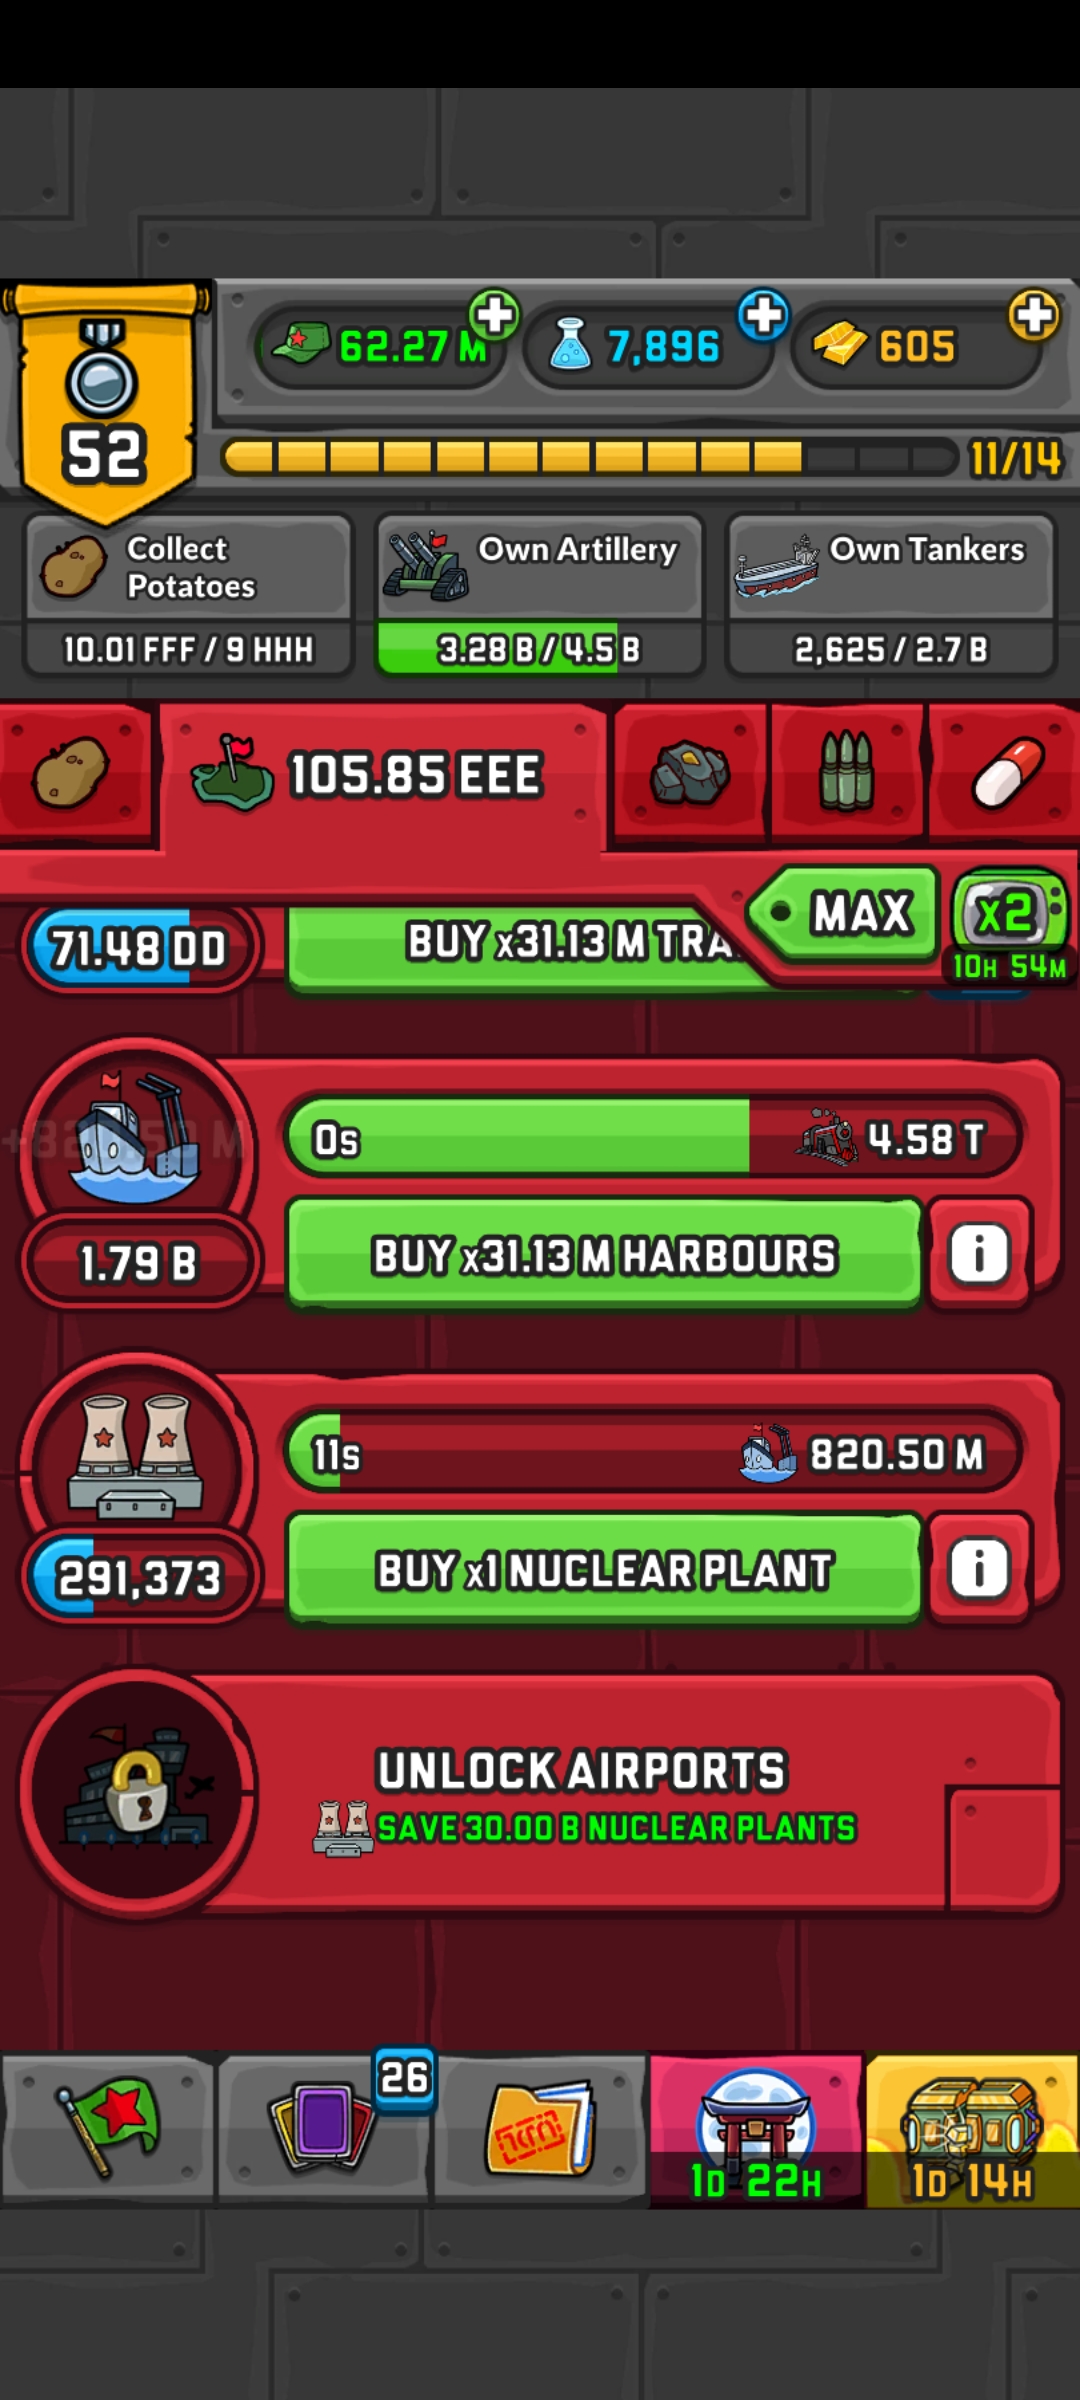 62.27 M
7,896
605
52
11/14
Collect
Potatoes
10.01 FFF / 9 HHH
Own Artillery
3.28 B / 4.5 B
Own Tankers
2,625 / 2.7 B
105.85 EEE
MAX
x2
10H 54M
71.48 DD
BUY x31.13 M TRA
0s
4.58 T
1.79 B
BUY x31.13 M HARBOURS
i
11s
820.50 M
291,373
BUY x1 NUCLEAR PLANT
i
UNLOCK AIRPORTS
SAVE 30.00 B NUCLEAR PLANTS
26
1D 22H
1D 14H